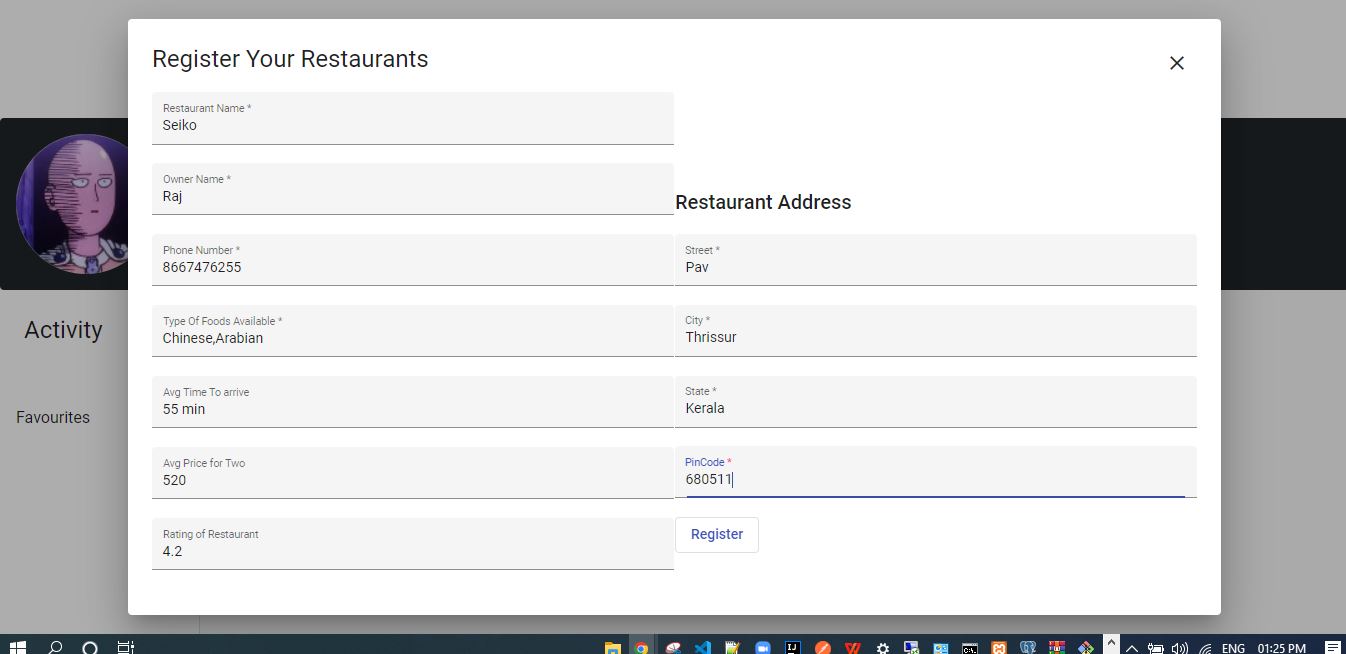 Register Your Restaurants
Restaurant Name *
Seiko
Owner Name *
Raj
Phone Number *
8667476255
Type Of Foods Available *
Chinese,Arabian
Avg Time To arrive
55 min
Avg Price for Two
520
Rating of Restaurant
4.2
Restaurant Address
Street *
Pav
City *
Thrissur
State *
Kerala
PinCode *
680511
Register
Activity
Favourites
ENG
01:25 PM